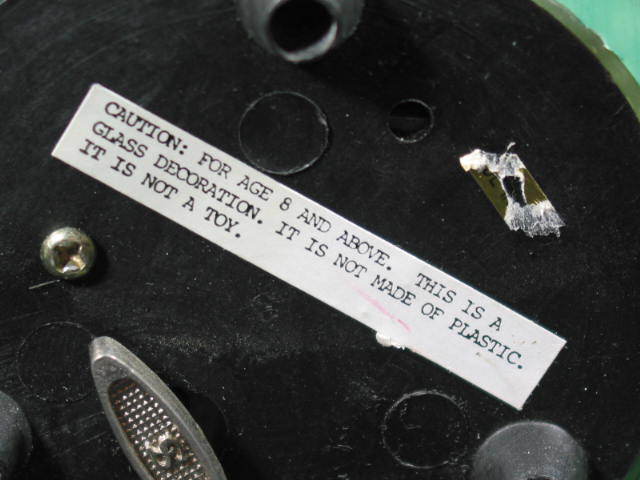 CAUTION: FOR AGE 8 AND ABOVE. THIS IS A
GLASS DECORATION. IT IS NOT MADE OF PLASTIC.
IT IS NOT A TOY.